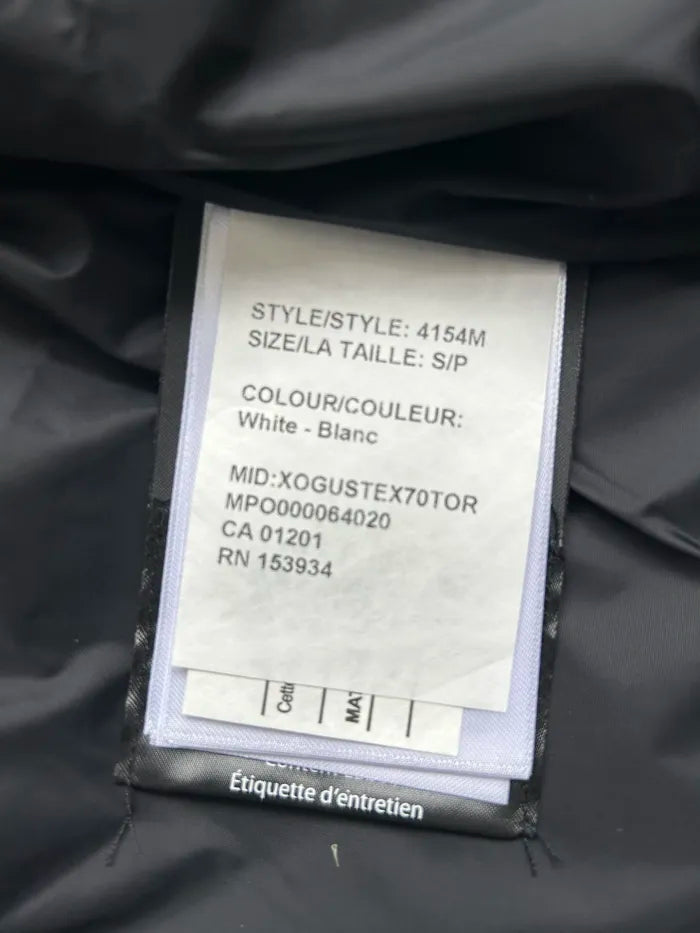 STYLE/STYLE: 4154M
SIZE/LA TAILLE: S/P
COLOUR/COULEUR:
White - Blanc
MID:XOGUSTEX70TOR
MPO000064020
CA 01201
RN 153934
Étiquette d'entretien